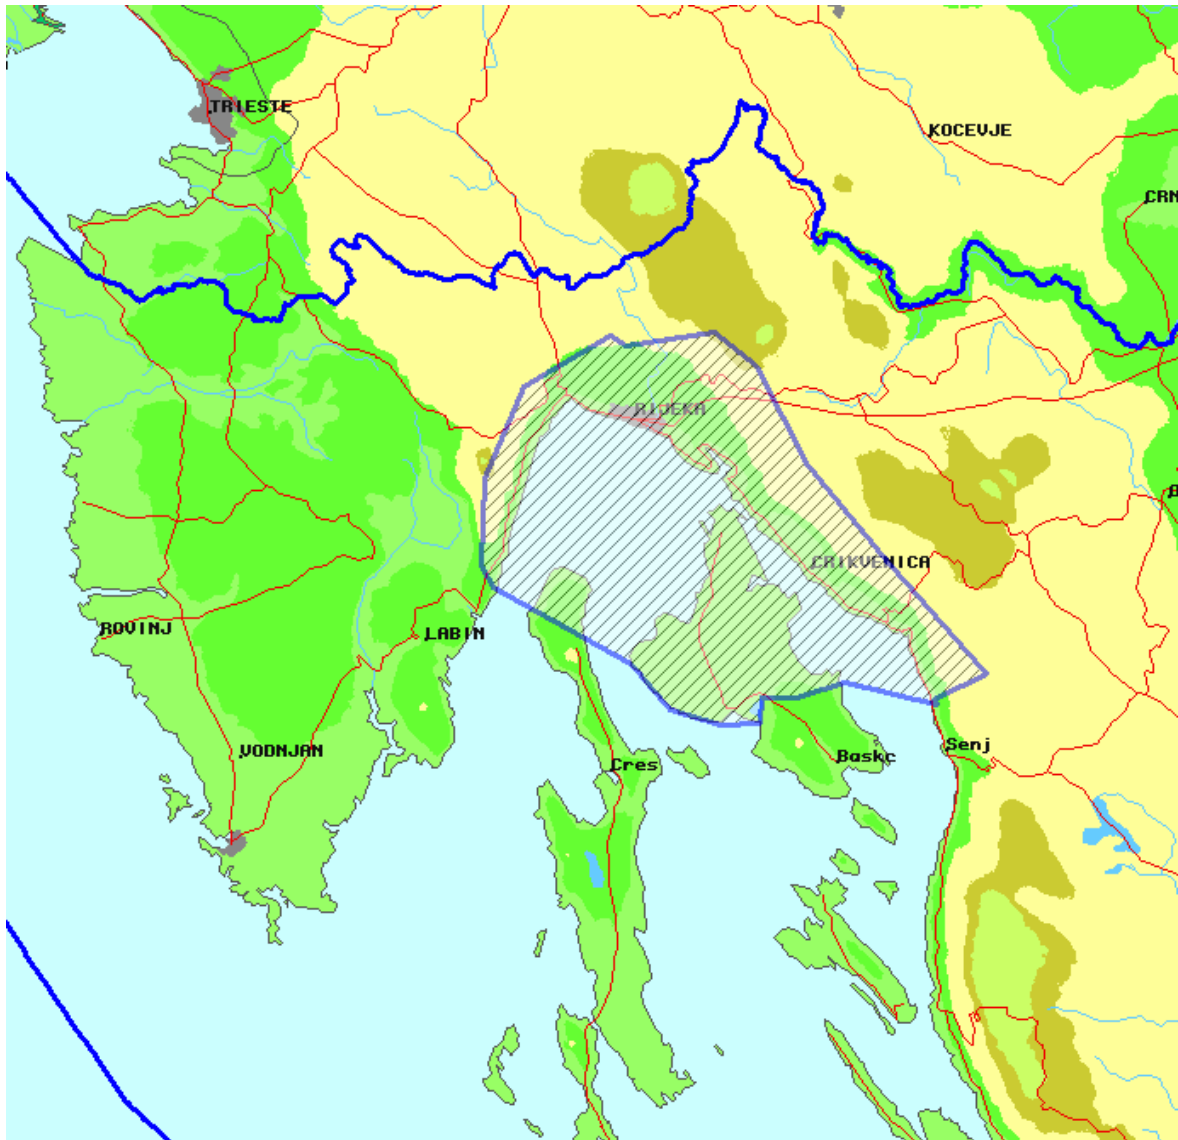 TRIESTE
KOCEVJE
CRN
RIJEKA
CRIKVENICA
ROVINJ
LABIN
VODNJAN
Cres
Baskc
Senj